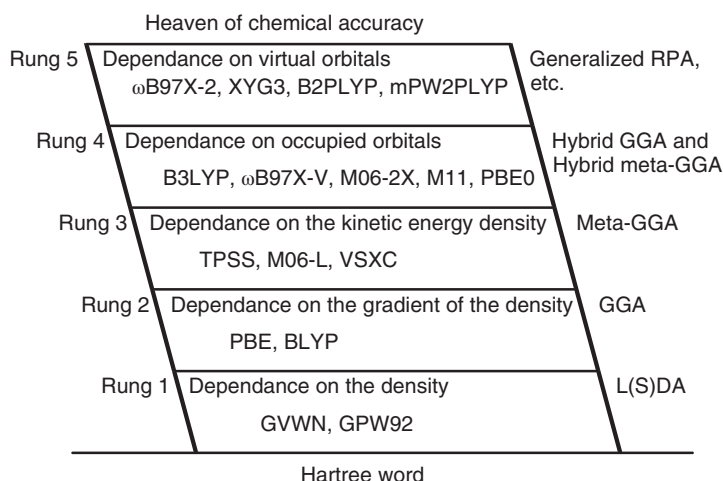 Heaven of chemical accuracy
Rung 5 Dependance on virtual orbitals Generalized RPA,
etc.
ωB97X-2, XYG3, B2PLYP, mPW2PLYP
Rung 4 Dependance on occupied orbitals Hybrid GGA and
Hybrid meta-GGA
B3LYP, ωB97X-V, M06-2X, M11, PBE0
Rung 3 Dependance on the kinetic energy density Meta-GGA
TPSS, M06-L, VSXC
Rung 2 Dependance on the gradient of the density GGA
PBE, BLYP
Rung 1 Dependance on the density L(S)DA
GVWN, GPW92
Hartree word